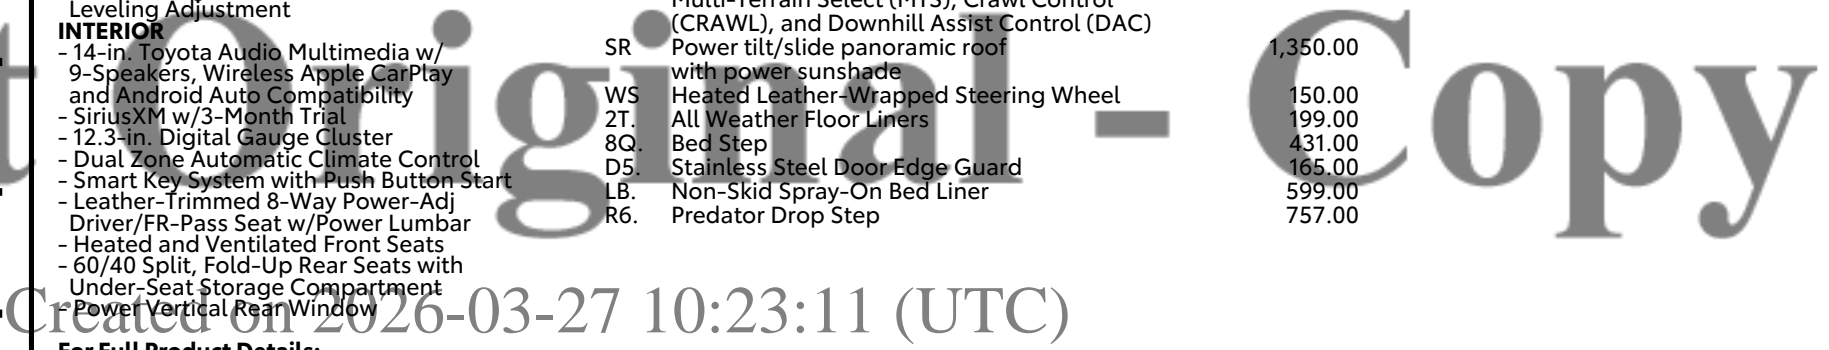 Leveling Adjustment
INTERIOR
- 14-in. Toyota Audio Multimedia w/
9-Speakers, Wireless Apple CarPlay
and Android Auto Compatibility
- SiriusXM w/3-Month Trial
- 12.3-in. Digital Gauge Cluster
- Dual Zone Automatic Climate Control
- Smart Key System with Push Button Start
- Leather-Trimmed 8-Way Power-Adj
Driver/FR-Pass Seat w/Power Lumbar
- Heated and Ventilated Front Seats
- 60/40 Split, Fold-Up Rear Seats with
Under-Seat Storage Compartment
- Power Vertical Rear Window
For Full Product Details:
Multi-Terrain Select (MTS), Crawl Control
(CRAWL), and Downhill Assist Control (DAC)
SR Power tilt/slide panoramic roof 1,350.00
with power sunshade
WS Heated Leather-Wrapped Steering Wheel 150.00
2T. All Weather Floor Liners 199.00
8Q. Bed Step 431.00
D5. Stainless Steel Door Edge Guard 165.00
LB. Non-Skid Spray-On Bed Liner 599.00
R6. Predator Drop Step 757.00
t Original - Copy
Created on 2026-03-27 10:23:11 (UTC)